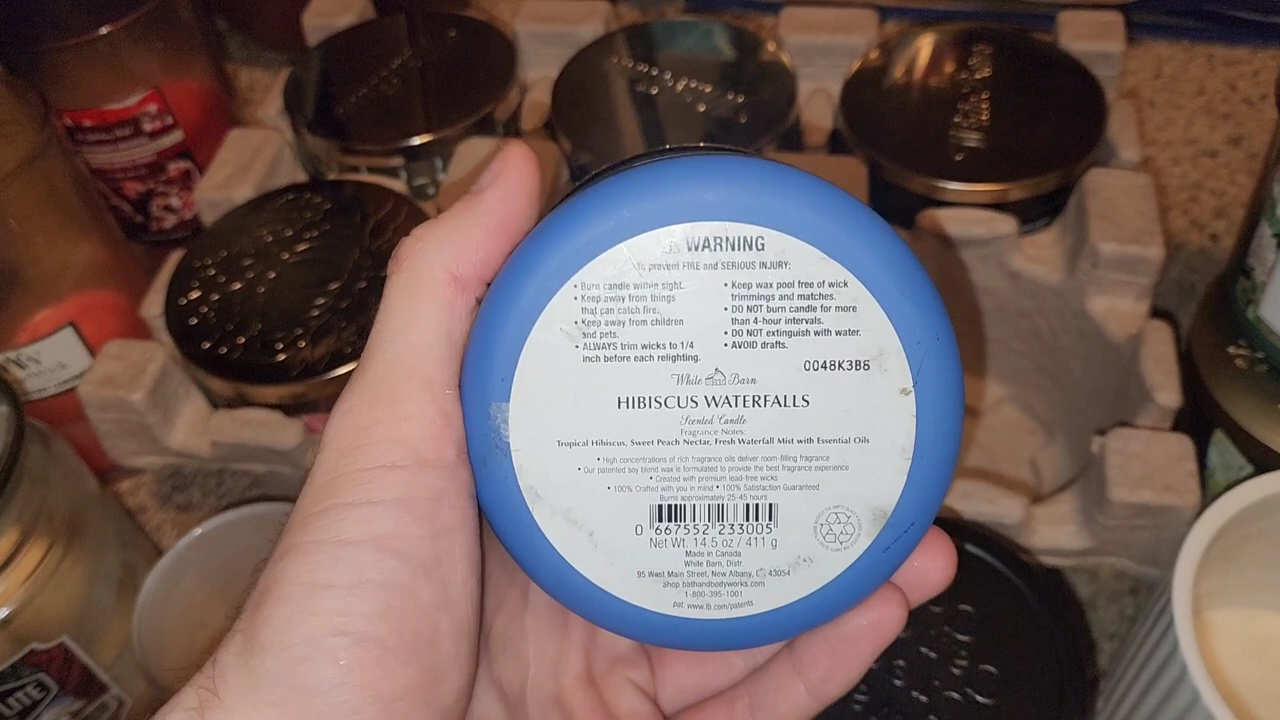 WARNING
To prevent FIRE and SERIOUS INJURY:
• Burn candle within sight.
• Keep away from things
that can catch fire.
• Keep away from children
and pets.
• ALWAYS trim wicks to 1/4
inch before each relighting.
• Keep wax pool free of wick
trimmings and matches.
• DO NOT burn candle for more
than 4-hour intervals.
• DO NOT extinguish with water.
• AVOID drafts.
0048K3B6
White Barn
HIBISCUS WATERFALLS
Scented Candle
Fragrance Notes:
Tropical Hibiscus, Sweet Peach Nectar, Fresh Waterfall Mist with Essential Oils
• High concentrations of rich fragrance oils deliver room-filling fragrance
• Our patented soy blend wax is formulated to provide the best fragrance experience
• Created with premium lead-free wicks
• 100% Crafted with you in mind • 100% Satisfaction Guaranteed
Burns approximately 25-45 hours
0 667552 233005
Net Wt. 14.5 oz / 411 g
Made in Canada
White Barn, Distr.
95 West Main Street, New Albany, 43054
Shop bathandbodyworks.com
1-800-395-1001
pat. www.lb.com/patents
LITE